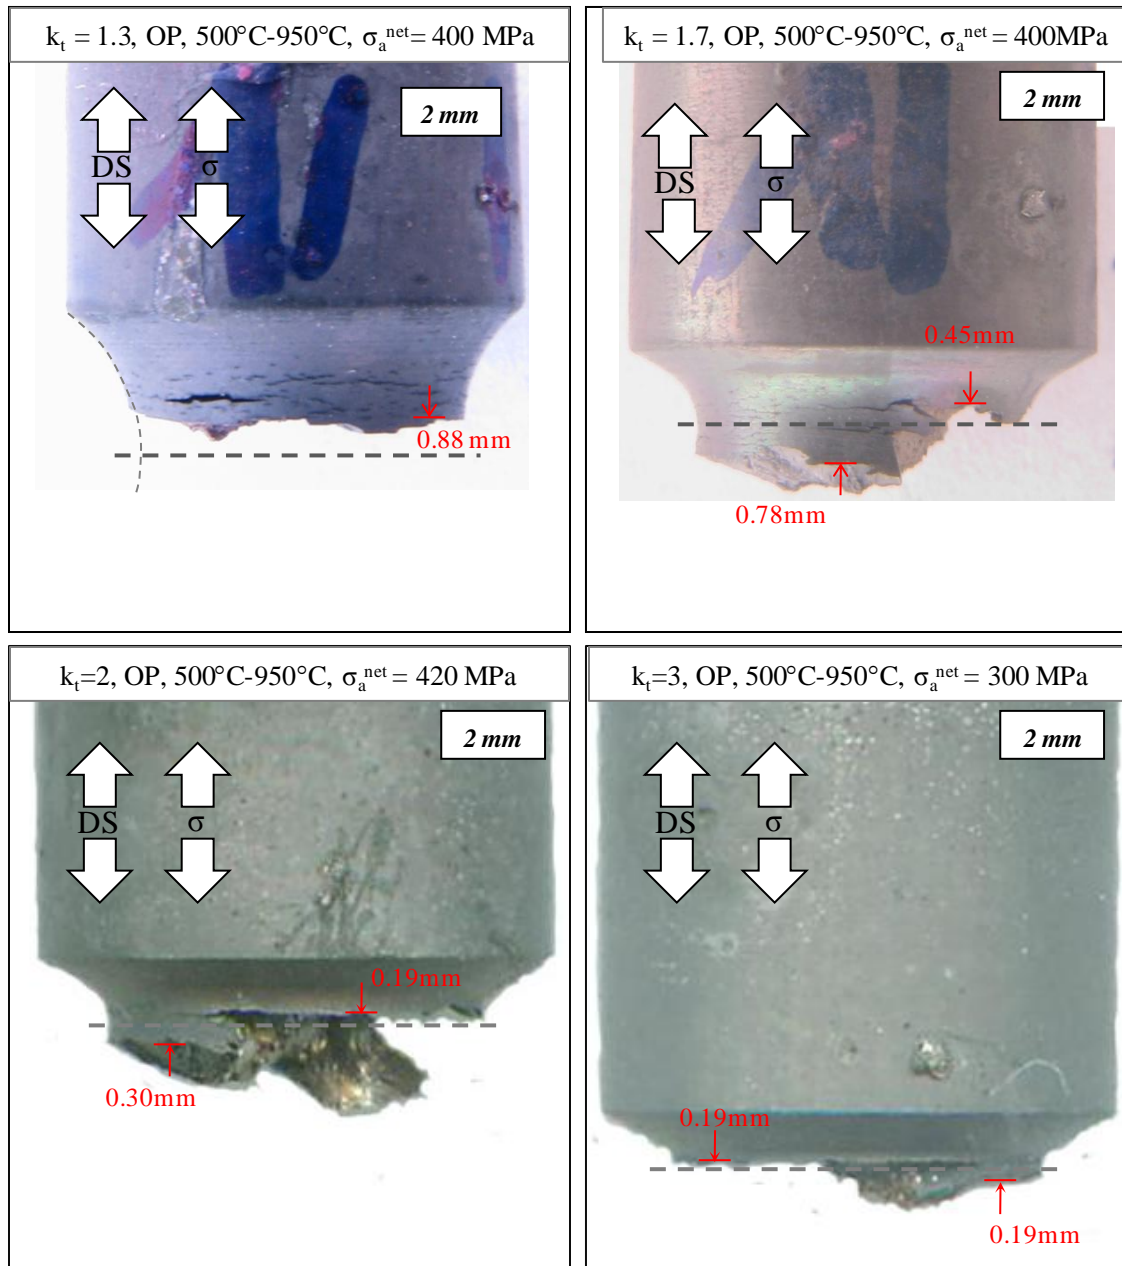 kₜ = 1.3, OP, 500°C-950°C, σₐⁿᵉᵗ = 400 MPa
2 mm
DS σ
0.88 mm
kₜ = 1.7, OP, 500°C-950°C, σₐⁿᵉᵗ = 400MPa
2 mm
DS σ
0.45mm
0.78mm
kₜ=2, OP, 500°C-950°C, σₐⁿᵉᵗ = 420 MPa
2 mm
DS σ
0.19mm
0.30mm
kₜ=3, OP, 500°C-950°C, σₐⁿᵉᵗ = 300 MPa
2 mm
DS σ
0.19mm
0.19mm